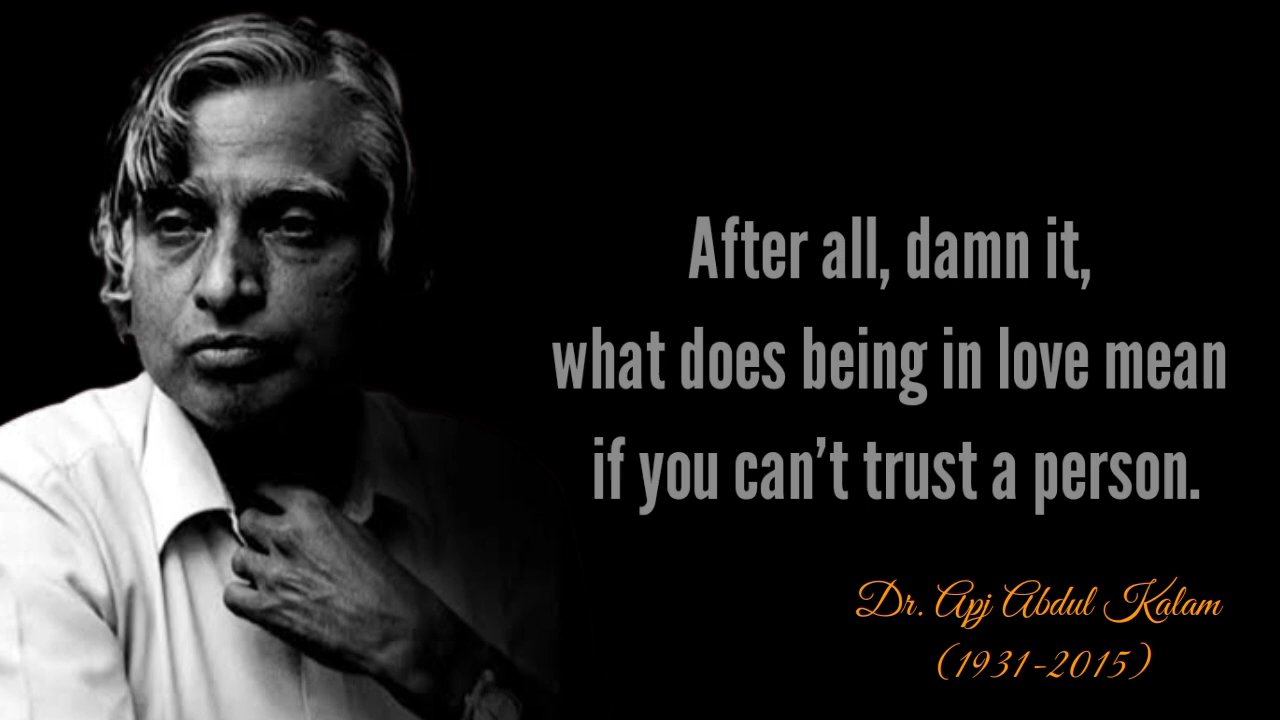 After all, damn it,
what does being in love mean
if you can’t trust a person.
Dr. Apj Abdul Kalam
(1931-2015)